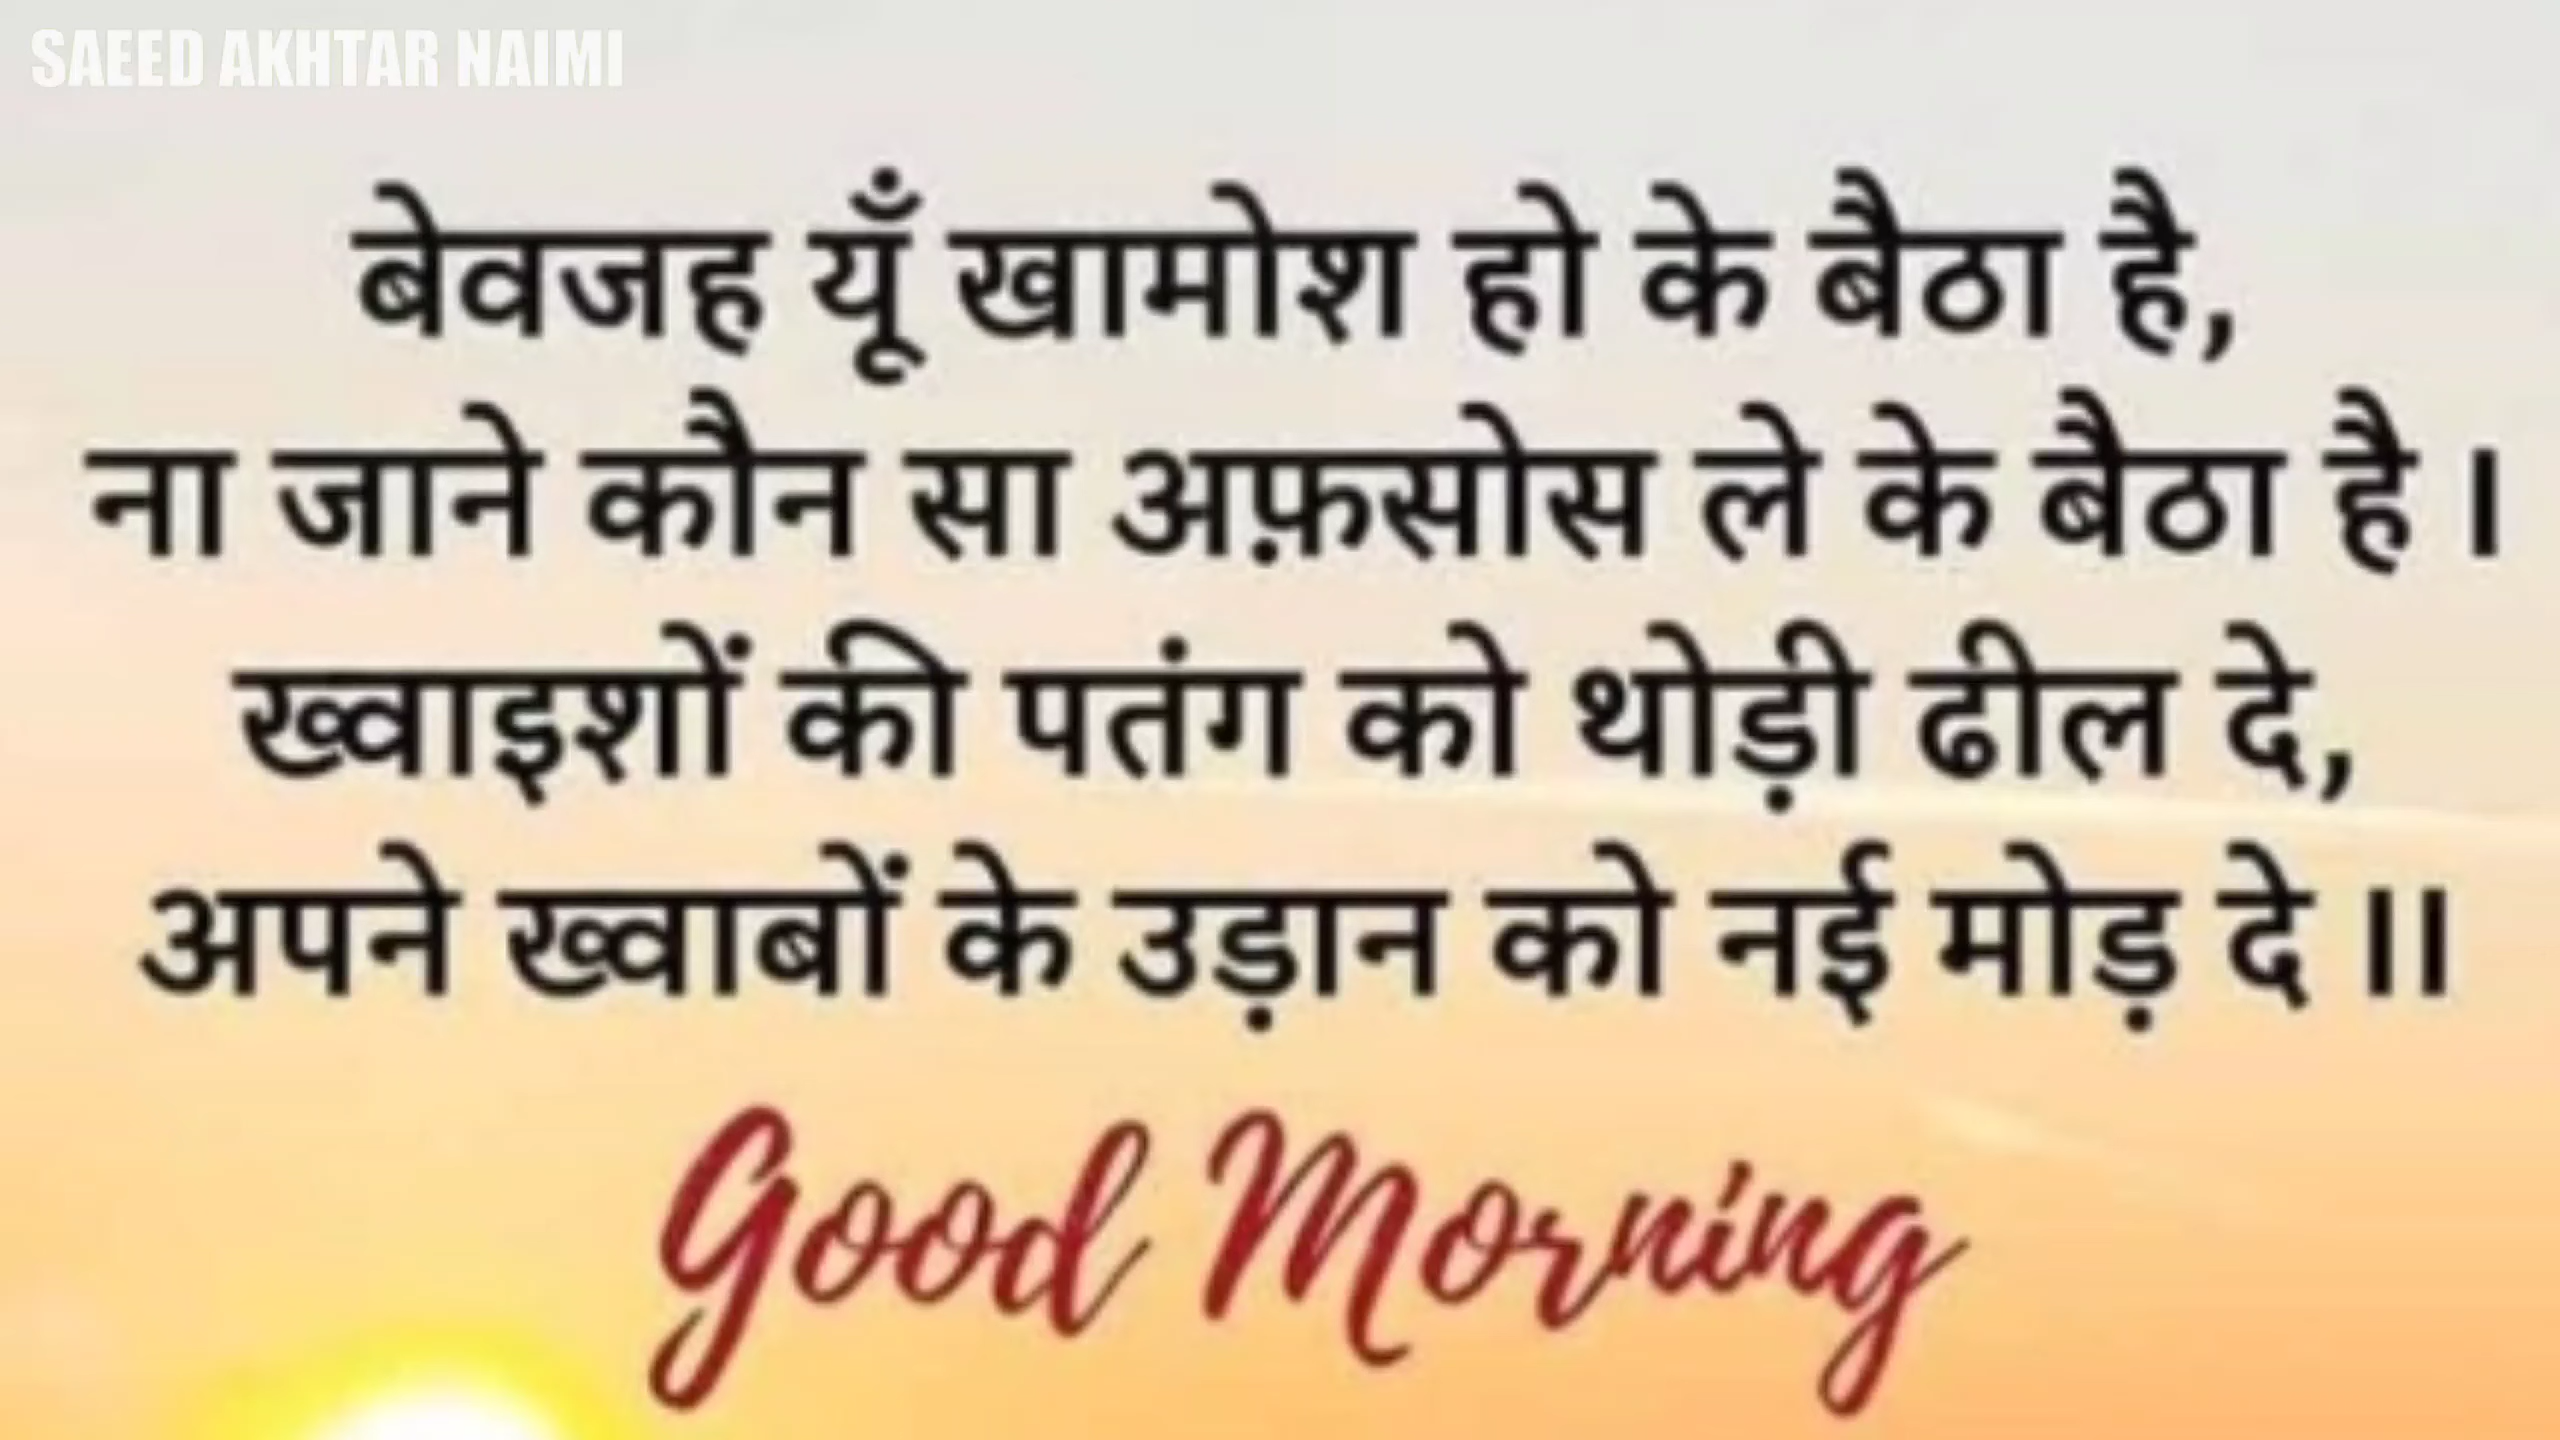 SAEED AKHTAR NAIMI
बेवजह यूँ खामोश हो के बैठा है,
ना जाने कौन सा अफ़सोस ले के बैठा है ।
ख्वाइशों की पतंग को थोड़ी ढील दे,
अपने ख्वाबों के उड़ान को नई मोड़ दे ।।
Good Morning